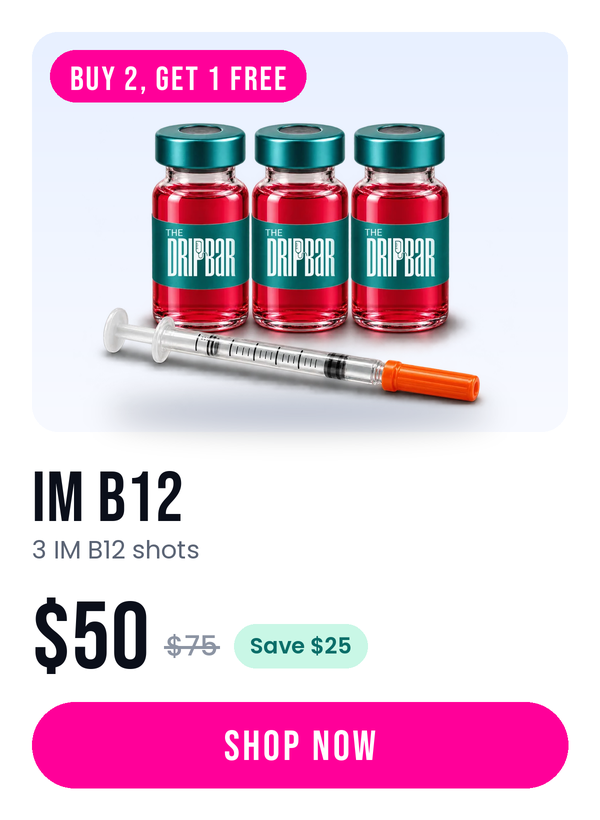 BUY 2, GET 1 FREE
THE
DRIPBAR
THE
DRIPBAR
THE
DRIPBAR
IM B12
3 IM B12 shots
$50 $75 Save $25
SHOP NOW